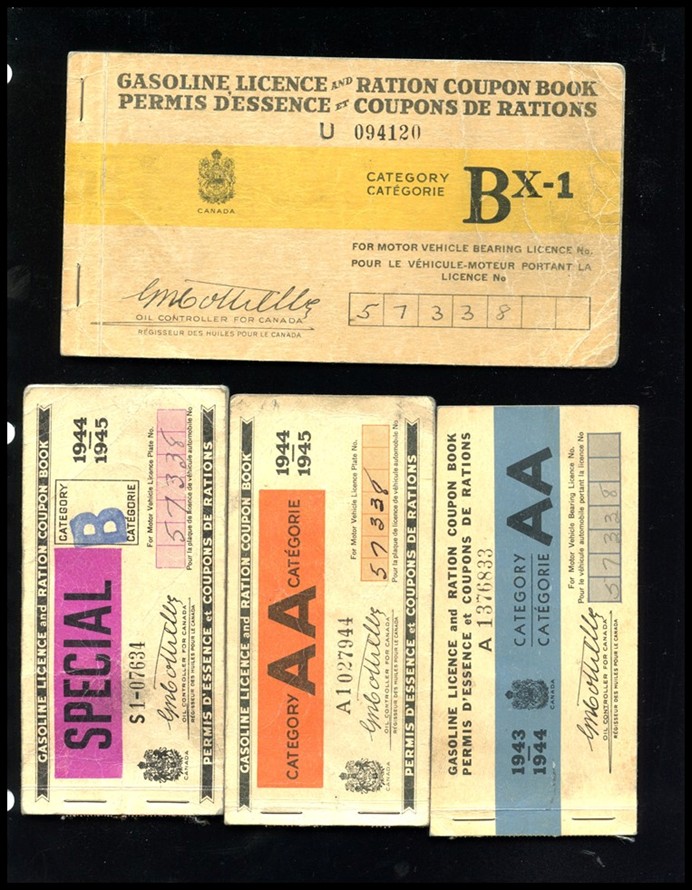 GASOLINE LICENCE AND RATION COUPON BOOK
PERMIS D'ESSENCE ET COUPONS DE RATIONS
U 094120
CANADA
CATEGORY
CATÉGORIE
BX-1
FOR MOTOR VEHICLE BEARING LICENCE No.
POUR LE VÉHICULE-MOTEUR PORTANT LA
LICENCE No
57338
OIL CONTROLLER FOR CANADA
RÉGISSEUR DES HUILES POUR LE CANADA
GASOLINE LICENCE and RATION COUPON BOOK
SPECIAL
CATEGORY
B
CATÉGORIE
1944
1945
S1-07634
For Motor Vehicle Licence Plate No.
57338
Pour la plaque de licence de véhicule automobile No
CANADA
OIL CONTROLLER FOR CANADA
RÉGISSEUR DES HUILES POUR LE CANADA
PERMIS D'ESSENCE et COUPONS DE RATIONS
GASOLINE LICENCE and RATION COUPON BOOK
CATEGORY AA CATÉGORIE
1944
1945
A1027944
For Motor Vehicle Licence Plate No.
57338
Pour la plaque de licence de véhicule automobile No
CANADA
OIL CONTROLLER FOR CANADA
RÉGISSEUR DES HUILES POUR LE CANADA
PERMIS D'ESSENCE et COUPONS DE RATIONS
GASOLINE LICENCE and RATION COUPON BOOK
PERMIS D'ESSENCE et COUPONS DE RATIONS
A 1376833
1943
1944
CANADA
CATEGORY
CATÉGORIE
AA
For Motor Vehicle Bearing Licence No
Pour le véhicule automobile portant la licence No
57338
OIL CONTROLLER FOR CANADA
RÉGISSEUR DES HUILES POUR LE CANADA